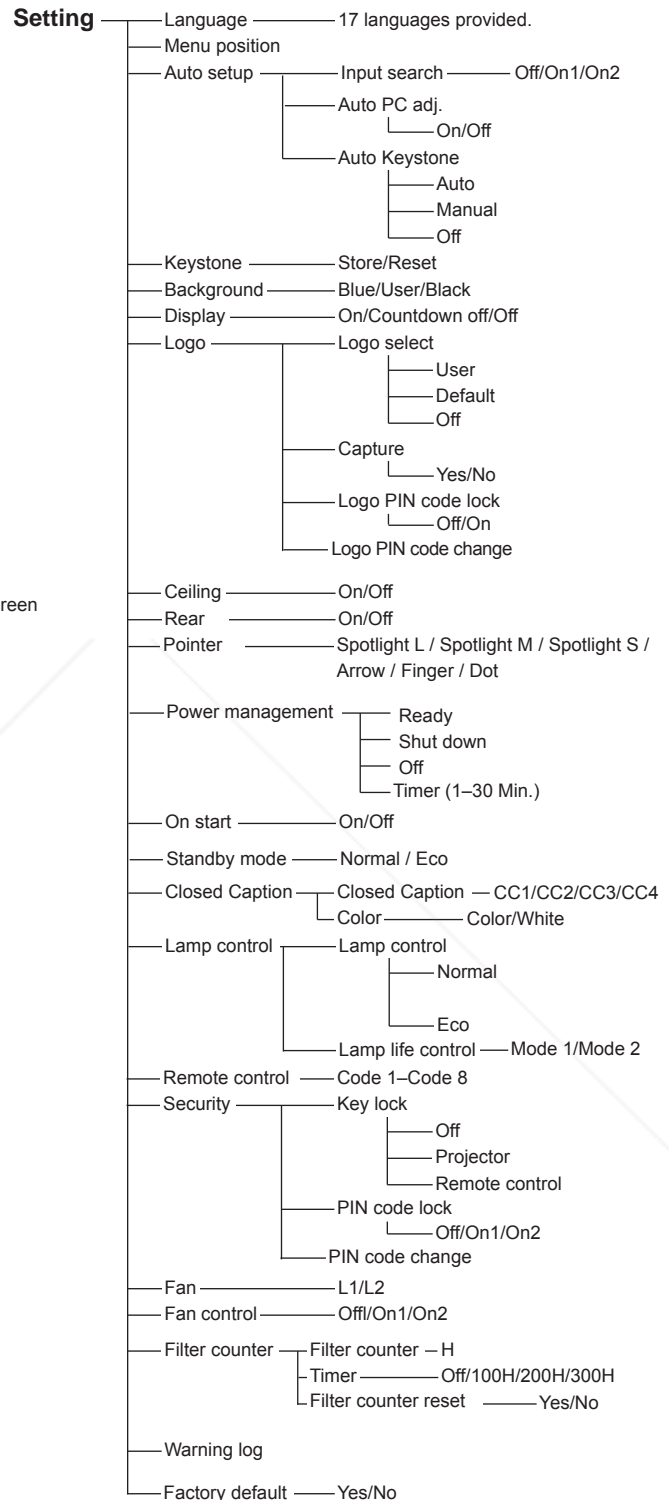 Setting Language 17 languages provided.
Menu position
Auto setup Input search Off/On1/On2
Auto PC adj.
On/Off
Auto Keystone
Auto
Manual
Off
Keystone Store/Reset
Background Blue/User/Black
Display On/Countdown off/Off
Logo Logo select
User
Default
Off
Capture
Yes/No
Logo PIN code lock
Off/On
Logo PIN code change
Ceiling On/Off
reen
Rear On/Off
Pointer Spotlight L / Spotlight M / Spotlight S /
Arrow / Finger / Dot
Power management Ready
Shut down
Off
Timer (1–30 Min.)
On start On/Off
Standby mode Normal / Eco
Closed Caption Closed Caption CC1/CC2/CC3/CC4
Color Color/White
Lamp control Lamp control
Normal
Eco
Lamp life control Mode 1/Mode 2
Remote control Code 1–Code 8
Security Key lock
Off
Projector
Remote control
PIN code lock
Off/On1/On2
PIN code change
Fan L1/L2
Fan control Offl/On1/On2
Filter counter Filter counter H
Timer Off/100H/200H/300H
Filter counter reset Yes/No
Warning log
Factory default Yes/No